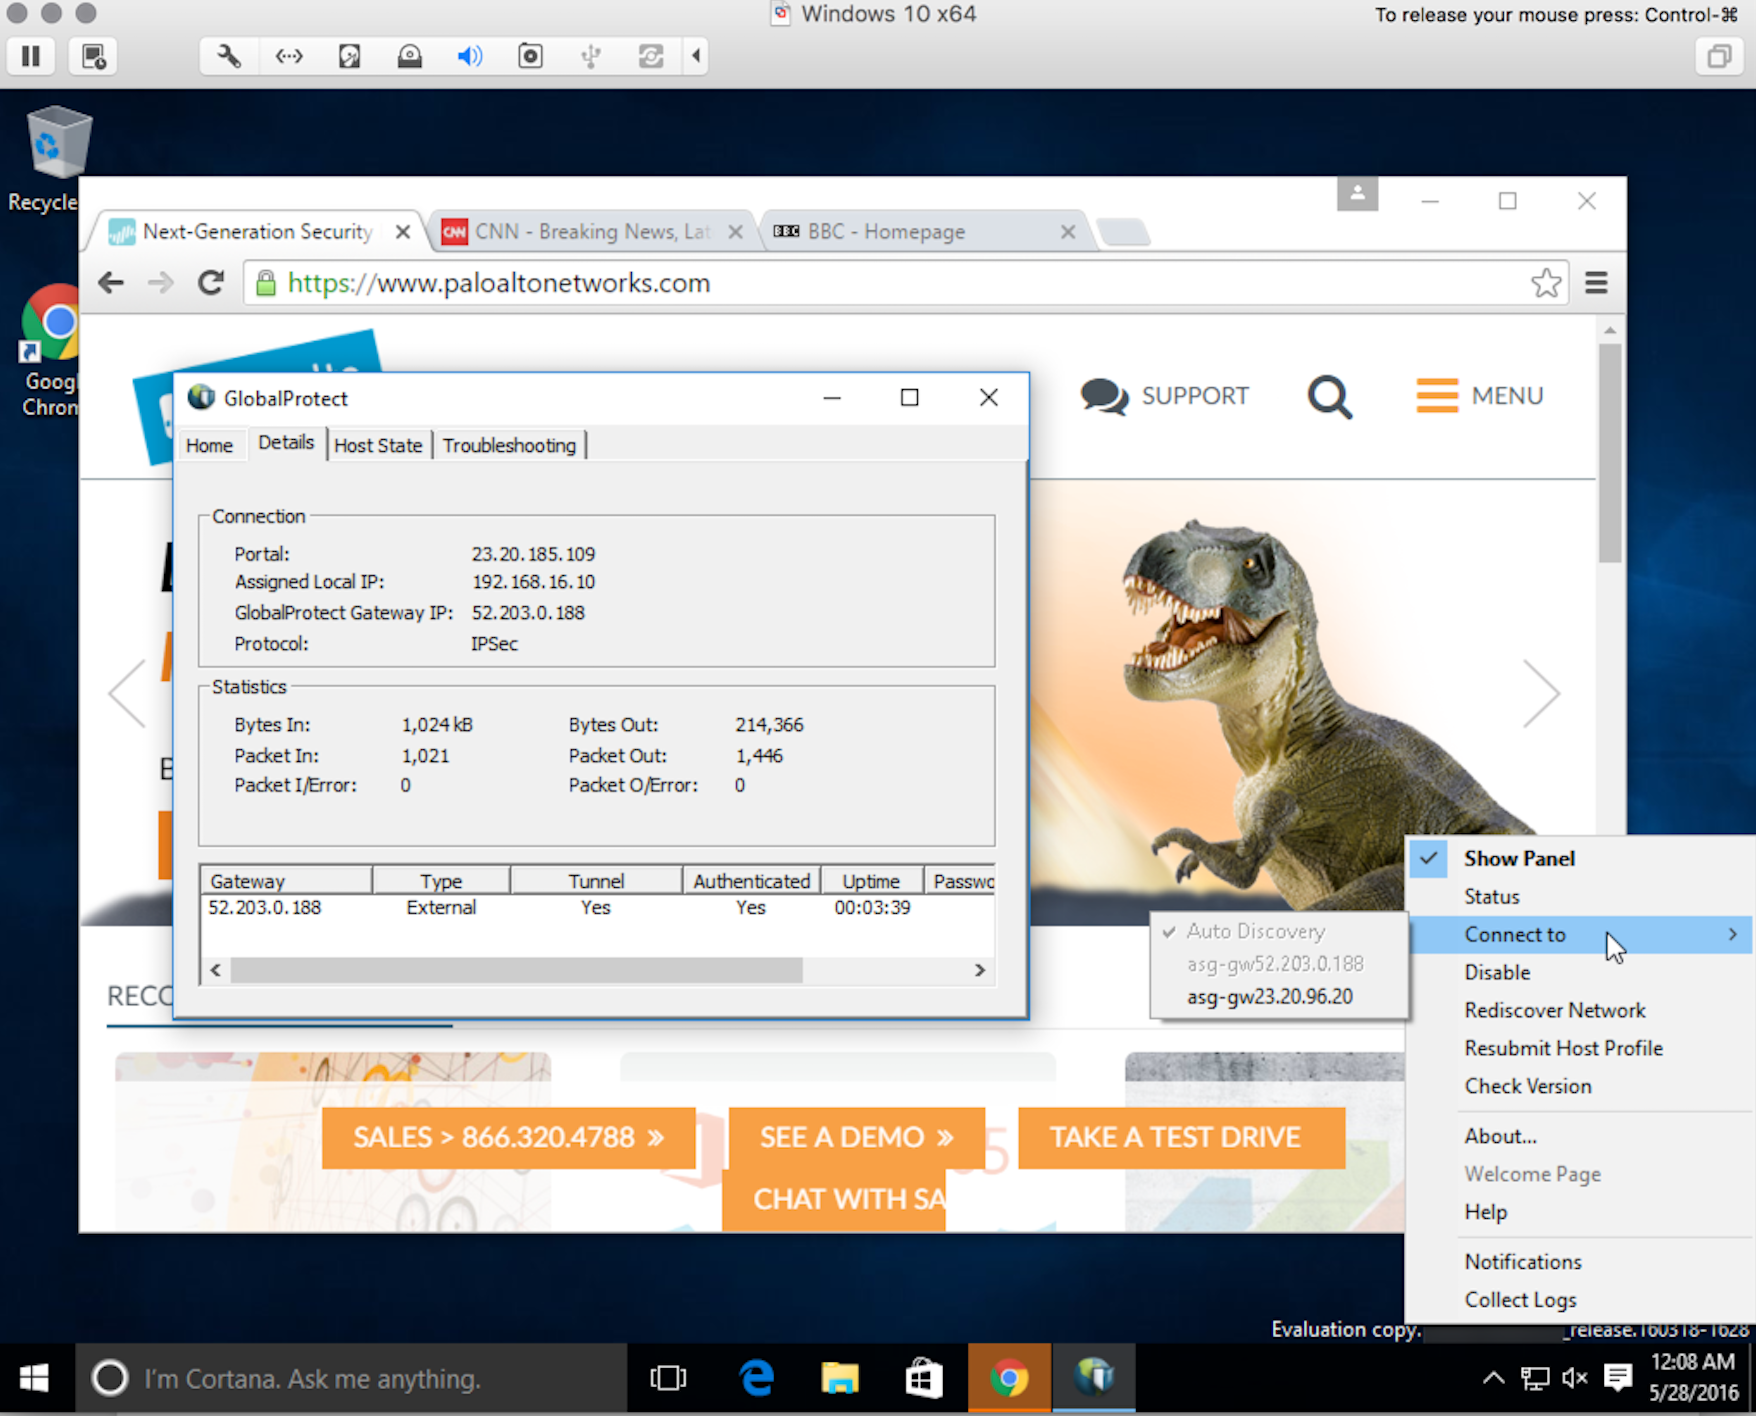 Windows 10 x64
To release your mouse press: Control-⌘
Recycle
Next-Generation Security
CNN
CNN - Breaking News, Lat
BBC
BBC - Homepage
https://www.paloaltonetworks.com
Google
Chrom
SUPPORT
MENU
GlobalProtect
Home
Details
Host State
Troubleshooting
Connection
Portal: 23.20.185.109
Assigned Local IP: 192.168.16.10
GlobalProtect Gateway IP: 52.203.0.188
Protocol: IPSec
Statistics
Bytes In: 1,024 kB Bytes Out: 214,366
Packet In: 1,021 Packet Out: 1,446
Packet I/Error: 0 Packet O/Error: 0
Gateway Type Tunnel Authenticated Uptime Passwo
52.203.0.188 External Yes Yes 00:03:39
B
RECO
Show Panel
Status
Connect to
Disable
Rediscover Network
Resubmit Host Profile
Check Version
About...
Welcome Page
Help
Notifications
Collect Logs
Auto Discovery
asg-gw52.203.0.188
asg-gw23.20.96.20
SALES > 866.320.4788 »
SEE A DEMO »
TAKE A TEST DRIVE
CHAT WITH SA
Evaluation copy.
_release.160318-1628
I'm Cortana. Ask me anything.
12:08 AM
5/28/2016